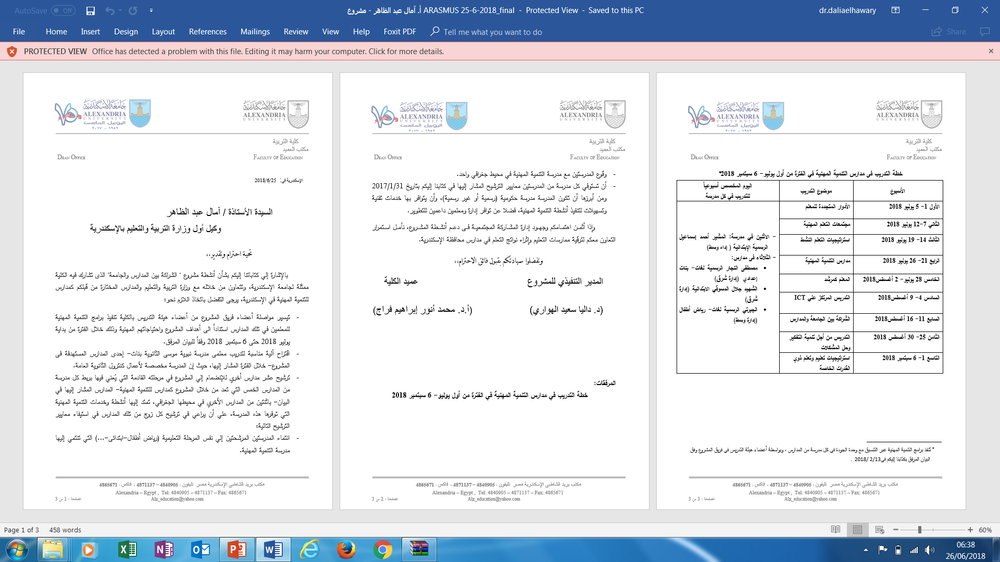 AutoSave Off
أ. آمال عبد الظاهر - مشروع ARASMUS 25-6-2018_final - Protected View - Saved to this PC
dr.daliaelhawary
File Home Insert Design Layout References Mailings Review View Help Foxit PDF Tell me what you want to do Share
PROTECTED VIEW Office has detected a problem with this file. Editing it may harm your computer. Click for more details.
جامعة الإسكندرية
ALEXANDRIA
UNIVERSITY
اليوبيل الماسى
١٩٤٢ - ٢٠١٧
جامعة الإسكندرية
ALEXANDRIA
UNIVERSITY
كلية التربية
مكتب العميد
DEAN OFFICE FACULTY OF EDUCATION
الإسكندرية فى: 2018/6/25
السيدة الأستاذة / آمال عبد الظاهر
وكيل أول وزارة التربية والتعليم بالإسكندرية
تحية احترام وتقدير،،
بالإشارة إلي كتاباتنا إليكم بشأن أنشطة مشروع " الشراكة بين المدارس والجامعة" الذى تشارك فيه الكلية
ممثلة لجامعة الإسكندرية، وتتعاون من خلاله مع وزارة التربية والتعليم والمدارس المختارة من قبلكم كمدارس
للتنمية المهنية في الإسكندرية، يرجى التفضل باتخاذ اللازم نحو:
- تيسير مواصلة أعضاء فريق المشروع من أعضاء هيئة التدريس بالكلية تنفيذ برامج التنمية المهنية
للمعلمين في تلك المدارس استناداً الى أهداف المشروع واحتياجاتهم المهنية وذلك خلال الفترة من بداية
يوليو 2018 حتى 6 سبتمبر 2018 وفقاً للبيان المرفق.
- اقتراح آلية مناسبة لتدريب معلمى مدرسة نبوية موسى الثانوية بنات- إحدى المدارس المستهدفة فى
المشروع- خلال الفترة المشار إليها، حيث إن المدرسة مخصصة لأعمال كنترول الثانوية العامة.
- ترشيح عشر مدارس أخري للإنضمام إلي المشروع في مرحلته القادمة التي يُعني فيها بربط كل مدرسة
من المدارس الخمس التي تعد من خلال المشروع كمدارس للتنمية المهنية- المدارس المشار إليها في
البيان- باثنتين من المدارس الأخري في محيطها الجغرافي، تمتد إليها أنشطة وخدمات التنمية المهنية
التي توفرها هذه المدرسة، علي أن يراعي في ترشيح كل زوج من تلك المدارس في استيفاء معايير
الترشيح التالية:
- انتماء المدرستين المرشحتين إلي نفس المرحلة التعليمية (رياض أطفال-ابتدائى-...) التي تنتمي إليها
مدرسة التنمية المهنية.
مكتب بريد الشاطبى الإسكندرية مصر تليفون : 4840905 – 4871137 ، فاكس : 4865671
Alexandria – Egypt , Tel: 4840905 – 4871137 – Fax: 4865671
Alx_education@yahoo.com
الصفحة : 1 من 3
جامعة الإسكندرية
ALEXANDRIA
UNIVERSITY
اليوبيل الماسى
١٩٤٢ - ٢٠١٧
جامعة الإسكندرية
ALEXANDRIA
UNIVERSITY
كلية التربية
مكتب العميد
DEAN OFFICE FACULTY OF EDUCATION
- وقوع المدرستين مع مدرسة التنمية المهنية في محيط جغرافي واحد.
- أن تستوفي كل مدرسة من المدرستين معايير الترشيح المشار إليها في كتابنا إليكم بتاريخ 2017/1/31
ومن أبرزها أن تكون المدرسة مدرسة حكومية (رسمية أو غير رسمية)، وأن يتوافر بها خدمات تقنية
وتسهيلات لتنفيذ أنشطة التنمية المهنية، فضلا عن توافر إدارة ومعلمين داعمين للتطوير.
وإذا أثمن اهتمامكم وجهود إدارة المشاركة المجتمعية فى دعم أنشطة المشروع، نأمل استمرار
التعاون معكم لترقية ممارسات التعليم وإثراء نواتج التعلم في مدارس محافظة الإسكندرية.
وتفضلوا سيادتكم بقبول فائق الاحترام،،
المدير التنفيذي للمشروع عميد الكلية
(د. داليا سعيد الهواري) (أ.د. محمد أنور إبراهيم فراج)
المرفقات:
خطة التدريب في مدارس التنمية المهنية في الفترة من أول يوليو- 6 سبتمبر 2018
مكتب بريد الشاطبى الإسكندرية مصر تليفون : 4840905 – 4871137 ، فاكس : 4865671
Alexandria – Egypt , Tel: 4840905 – 4871137 – Fax: 4865671
Alx_education@yahoo.com
الصفحة : 2 من 3
جامعة الإسكندرية
ALEXANDRIA
UNIVERSITY
اليوبيل الماسى
١٩٤٢ - ٢٠١٧
جامعة الإسكندرية
ALEXANDRIA
UNIVERSITY
كلية التربية
مكتب العميد
DEAN OFFICE FACULTY OF EDUCATION
خطة التدريب فى مدارس التنمية المهنية في الفترة من أول يوليو- 6 سبتمبر 2018*
الأسبوع موضوع التدريب اليوم المخصص أسبوعياً
للتدريب في كل مدرسة
الأول 1- 5 يوليو 2018 الأدوار المتجددة للمعلم
الثاني 7-12 يوليو 2018 مجتمعات التعلم المهنية
الثالث 14- 19 يوليو 2018 استراتيجيات التعلم النشط
الرابع 21- 26 يوليو 2018 مدارس التنمية المهنية
الخامس 28 يوليو- 2 أغسطس2018 المعلم كمرشد
السادس 4- 9 أغسطس2018 التدريس المرتكز علي ICT
السابع 11- 16 أغسطس2018 الشراكة بين الجامعة والمدارس
الثامن 25- 30 أغسطس 2018 التدريس من أجل تنمية التفكير
وحل المشكلات
التاسع 1- 6 سبتمبر 2018 استراتيجيات تعليم وتعلم ذوي
القدرات الخاصة
- الاثنين في مدرسة: المشير أحمد إسماعيل
الرسمية الإبتدائية ( إداه وسط)
- الثلاثاء فى مدارس:
• مصطفى النجار الرسمية لغات- بنات
إعدادي (إدارة شرق)
• الشهيد جلال الدسوقي الابتدائية (إدارة
شرق)
• الجبرتي الرسمية لغات- رياض أطفال
(إدارة وسط)
* تنفذ برامج التنمية المهنية عبر التنسيق مع وحدة الجودة فى كل مدرسة من المدارس ، وبواسطة أعضاء هيئة التدريس فى فريق المشروع وفق
البيان المرفق بكتابنا إليكم فى2/13 /2018 .
مكتب بريد الشاطبى الإسكندرية مصر تليفون : 4840905 – 4871137 ، فاكس : 4865671
Alexandria – Egypt , Tel: 4840905 – 4871137 – Fax: 4865671
Alx_education@yahoo.com
الصفحة : 3 من 3
Page 1 of 3 458 words
60%
06:38
26/06/2018